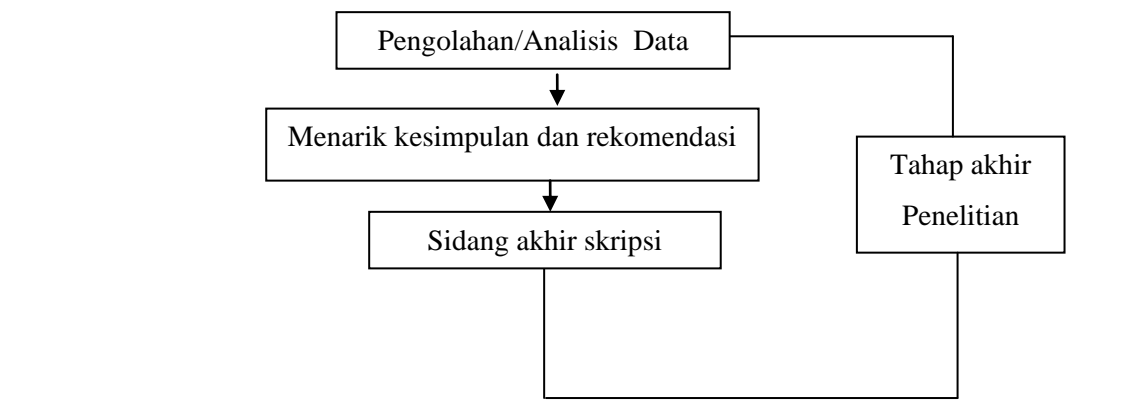 Pengolahan/Analisis Data
Menarik kesimpulan dan rekomendasi
Sidang akhir skripsi
Tahap akhir
Penelitian